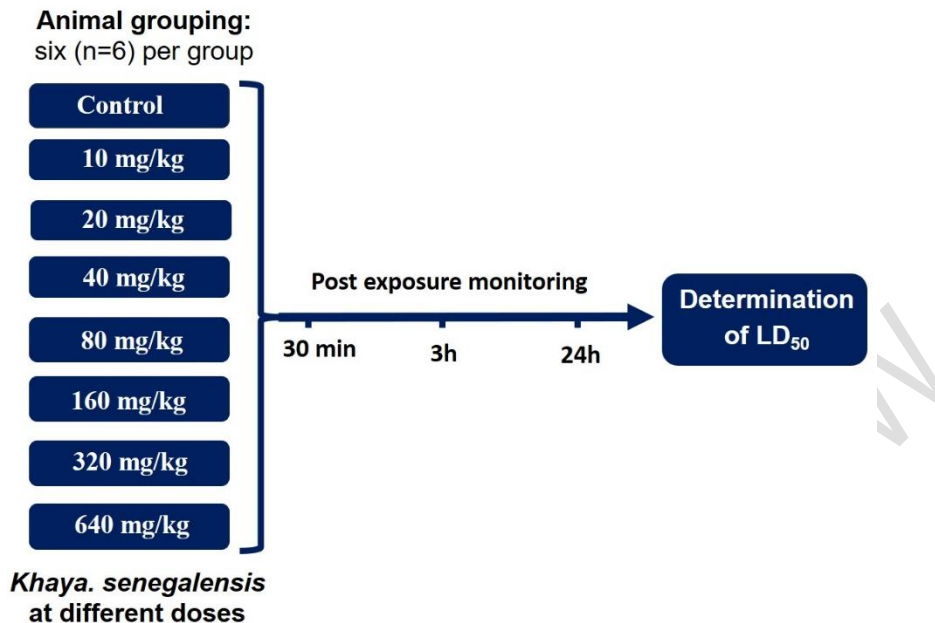 Animal grouping:
six (n=6) per group
Control
10 mg/kg
20 mg/kg
40 mg/kg
80 mg/kg
160 mg/kg
320 mg/kg
640 mg/kg
Khaya. senegalensis
at different doses
Post exposure monitoring
30 min
3h
24h
Determination
of LD₅₀